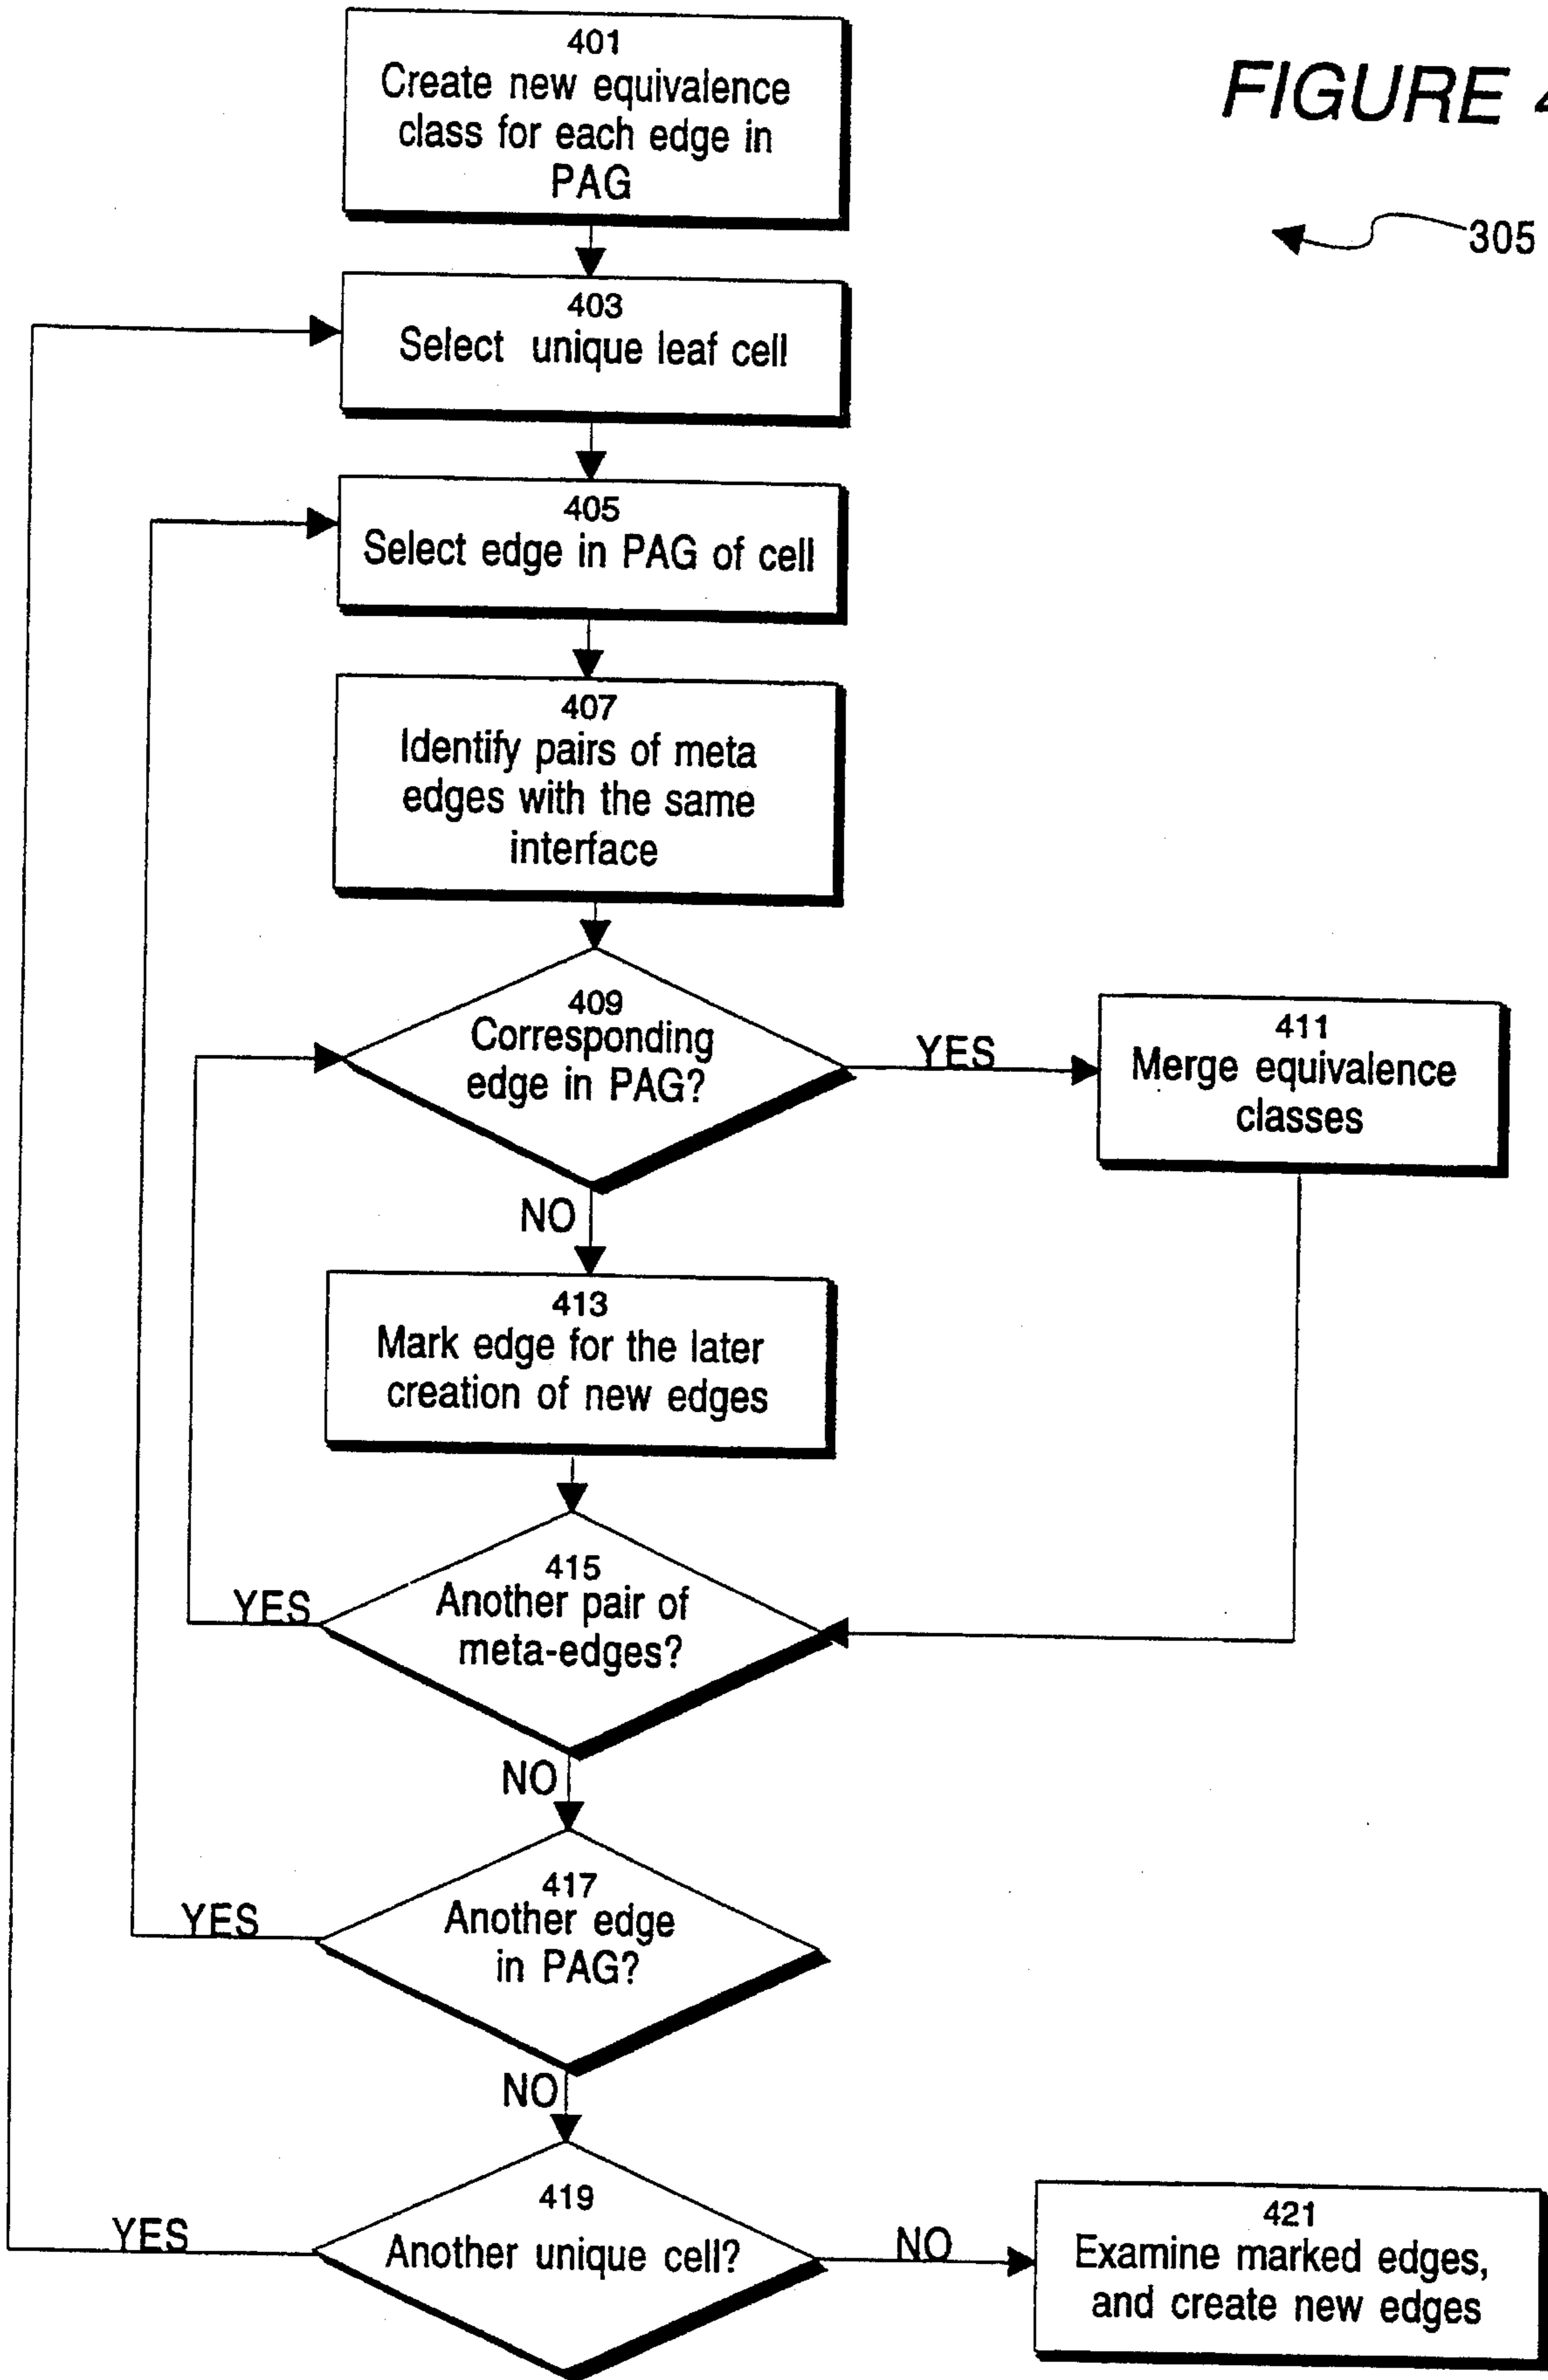 FIGURE 4
305
401
Create new equivalence
class for each edge in
PAG
403
Select unique leaf cell
405
Select edge in PAG of cell
407
Identify pairs of meta
edges with the same
interface
409
Corresponding
edge in PAG?
YES
411
Merge equivalence
classes
NO
413
Mark edge for the later
creation of new edges
415
Another pair of
meta-edges?
YES
NO
417
Another edge
in PAG?
YES
NO
419
Another unique cell?
YES
NO
421
Examine marked edges,
and create new edges